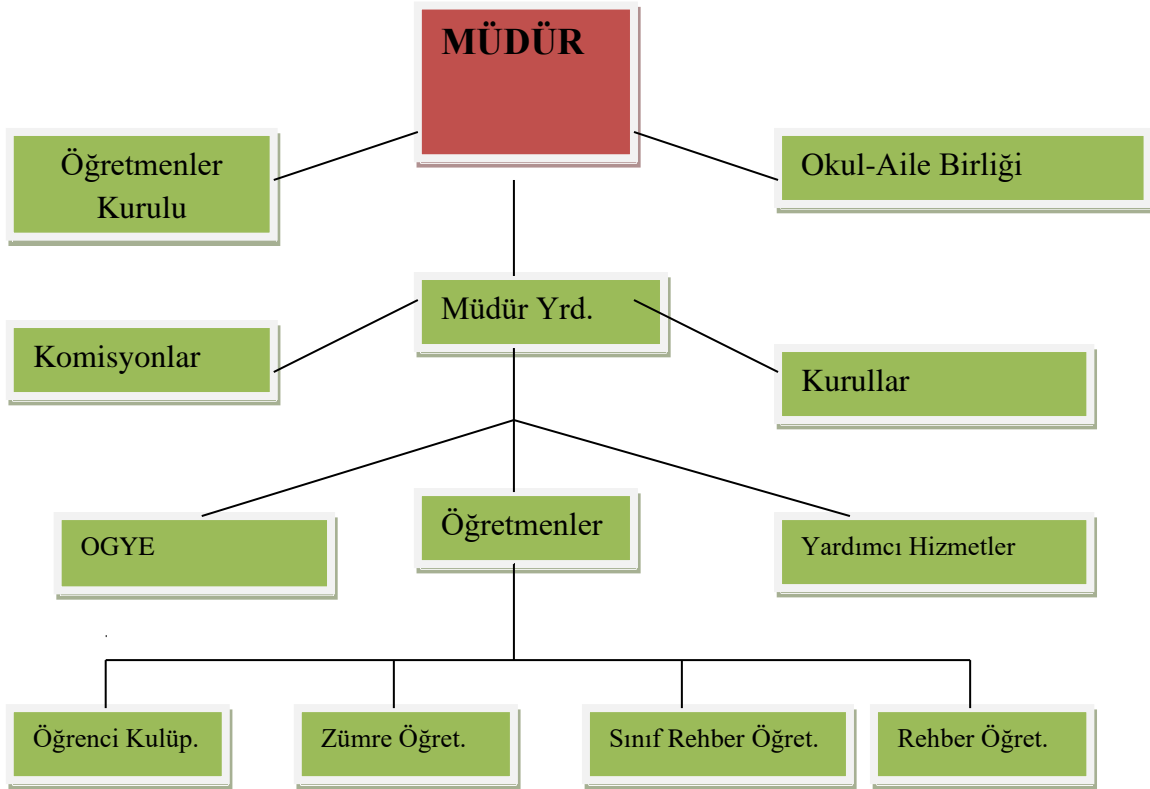 MÜDÜR
Öğretmenler
Kurulu
Okul-Aile Birliği
Müdür Yrd.
Komisyonlar
Kurullar
OGYE
Öğretmenler
Yardımcı Hizmetler
Öğrenci Kulüp.
Zümre Öğret.
Sınıf Rehber Öğret.
Rehber Öğret.